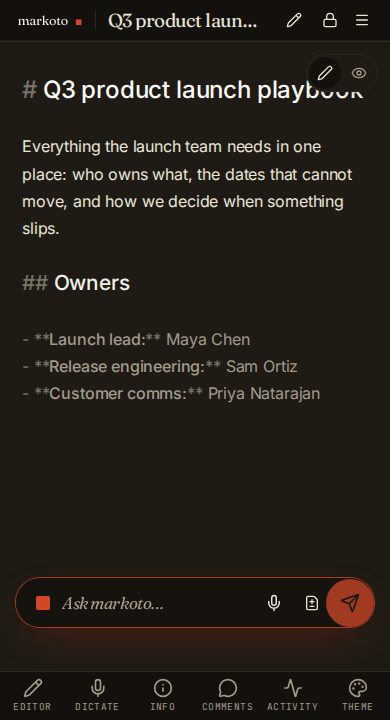 markoto
Q3 product laun...
# Q3 product launch playbook
Everything the launch team needs in one
place: who owns what, the dates that cannot
move, and how we decide when something
slips.
## Owners
- **Launch lead:** Maya Chen
- **Release engineering:** Sam Ortiz
- **Customer comms:** Priya Natarajan
Ask markoto...
EDITOR DICTATE INFO COMMENTS ACTIVITY THEME